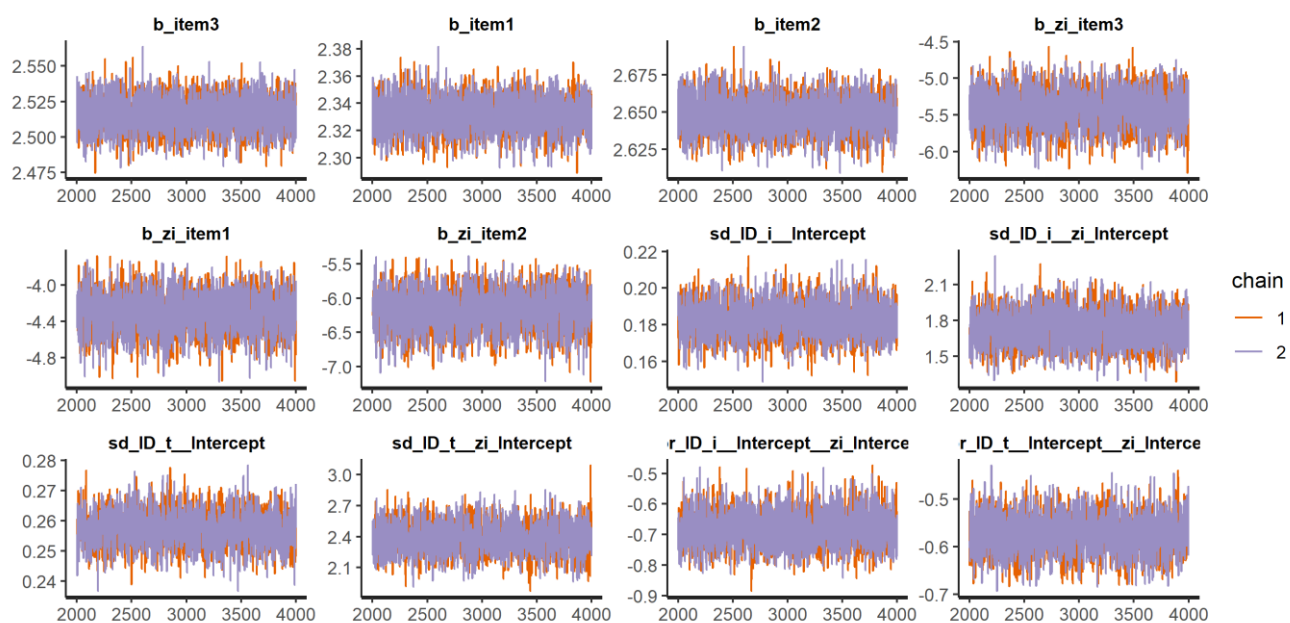 b_item3 b_item1 b_item2 b_zi_item3
2.550 2.525 2.500 2.475
2.38 2.36 2.34 2.32 2.30
2.675 2.650 2.625
-4.5 -5.0 -5.5 -6.0
2000 2500 3000 3500 4000 2000 2500 3000 3500 4000 2000 2500 3000 3500 4000 2000 2500 3000 3500 4000
b_zi_item1 b_zi_item2 sd_ID_i__Intercept sd_ID_i__zi_Intercept
-4.0 -4.4 -4.8
-5.5 -6.0 -6.5 -7.0
0.22 0.20 0.18 0.16
2.1 1.8 1.5
2000 2500 3000 3500 4000 2000 2500 3000 3500 4000 2000 2500 3000 3500 4000 2000 2500 3000 3500 4000
sd_ID_t__Intercept sd_ID_t__zi_Intercept r_ID_i__Intercept__zi_Interce r_ID_t__Intercept__zi_Interce
0.28 0.27 0.26 0.25 0.24
3.0 2.7 2.4 2.1
-0.5 -0.6 -0.7 -0.8 -0.9
-0.5 -0.6 -0.7
2000 2500 3000 3500 4000 2000 2500 3000 3500 4000 2000 2500 3000 3500 4000 2000 2500 3000 3500 4000
chain
1
2